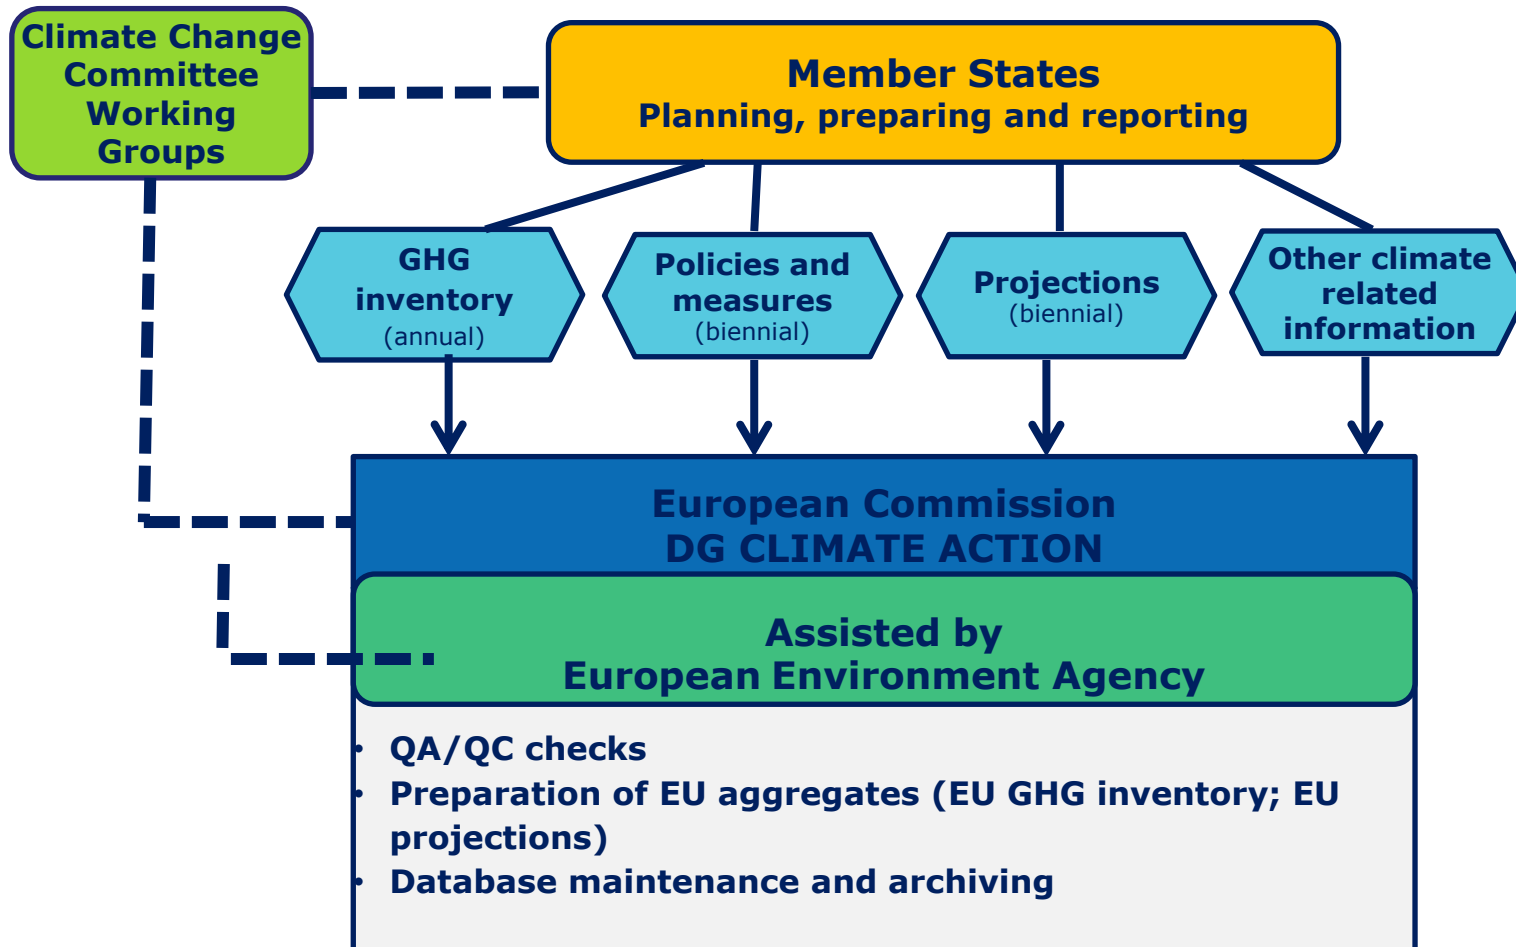 Climate Change
Committee
Working
Groups
Member States
Planning, preparing and reporting
GHG
inventory
(annual)
Policies and
measures
(biennial)
Projections
(biennial)
Other climate
related
information
European Commission
DG CLIMATE ACTION
Assisted by
European Environment Agency
• QA/QC checks
• Preparation of EU aggregates (EU GHG inventory; EU
projections)
• Database maintenance and archiving